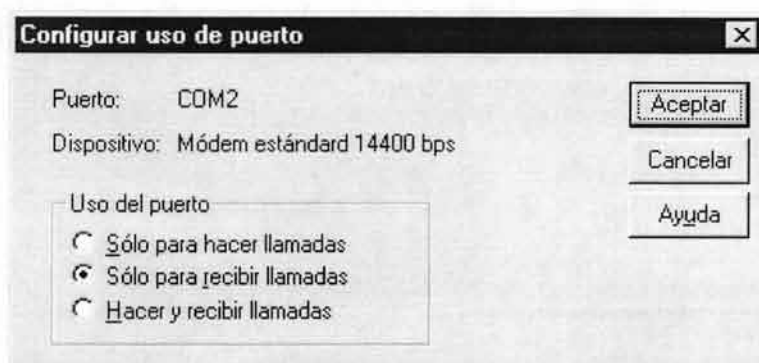 Configurar uso de puerto
Puerto: COM2
Dispositivo: Módem estándard 14400 bps
Uso del puerto
Sólo para hacer llamadas
Sólo para recibir llamadas
Hacer y recibir llamadas
Aceptar
Cancelar
Ayuda